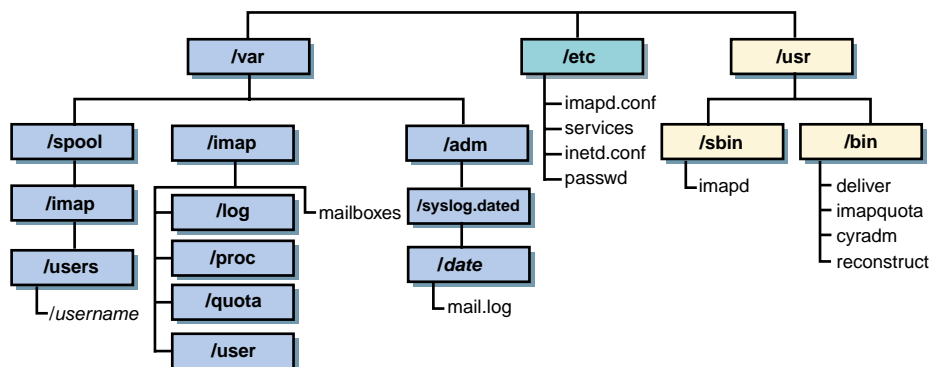 /var
/etc
/usr
imapd.conf
services
inetd.conf
passwd
/spool
/imap
/adm
/sbin
/bin
imapd
deliver
imapquota
cyradm
reconstruct
/imap
/log
mailboxes
/syslog.dated
/users
/proc
/date
/username
/quota
mail.log
/user